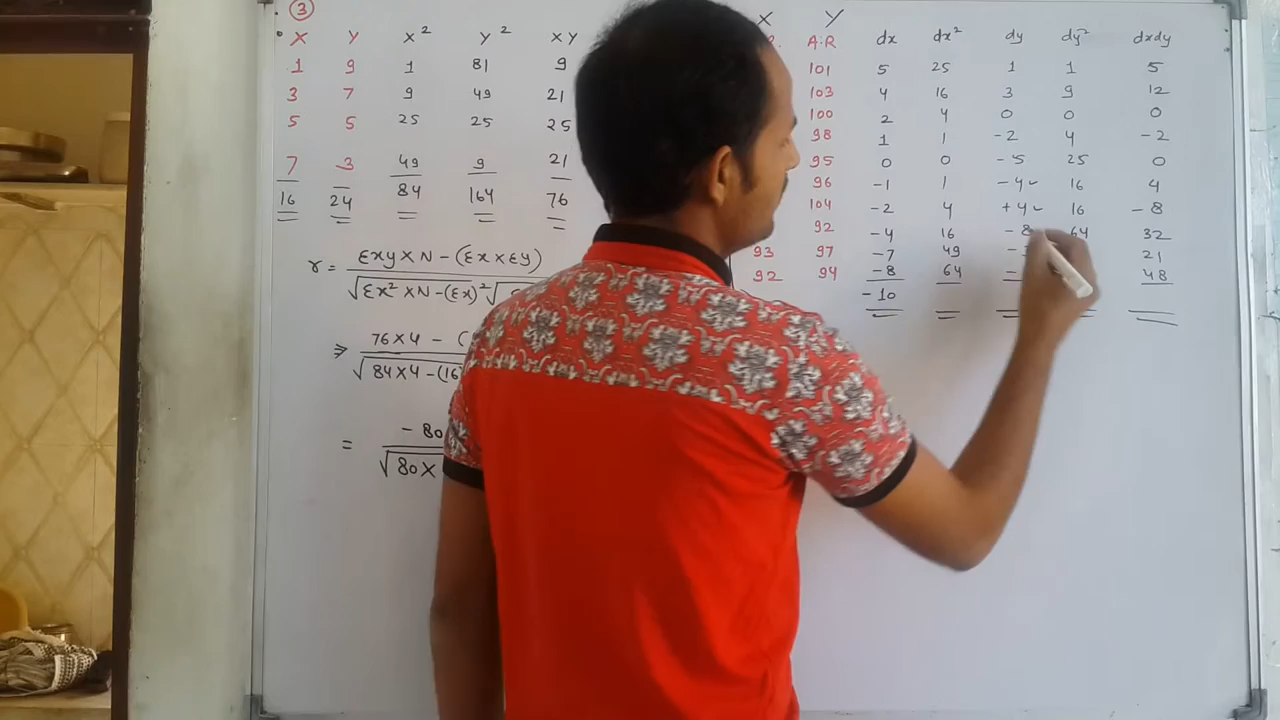 ③
X Y X² Y² XY
1 9 1 81 9
3 7 9 49 21
5 5 25 25 25
7 3 49 9 21
16 24 84 164 76
r = Σxy × N - (Σx × Σy)
√Σx² × N - (Σx)² √
⇒ 76 × 4 - (
√84 × 4 - (16)
= - 80
√80 ×
X Y
R. A.R dx dx² dy dy² dxdy
101 5 25 1 1 5
103 4 16 3 9 12
100 2 4 0 0 0
98 1 1 -2 4 -2
95 0 0 -5 25 0
96 -1 1 -4 16 4
104 -2 4 +4 16 -8
92 -4 16 -8 64 32
93 97 -7 49 - 21
92 94 -8 64 - 48
-10